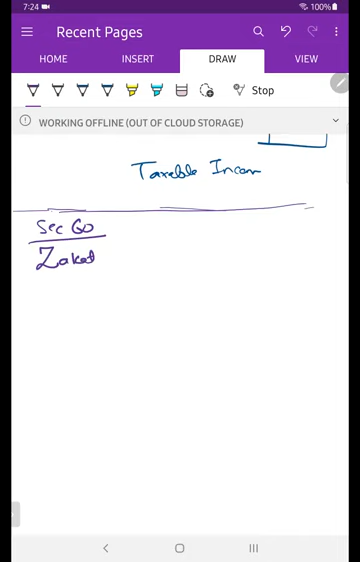 7:24
100%
Recent Pages
HOME INSERT DRAW VIEW
Stop
WORKING OFFLINE (OUT OF CLOUD STORAGE)
Taxable Incom
Sec 60
Zakat